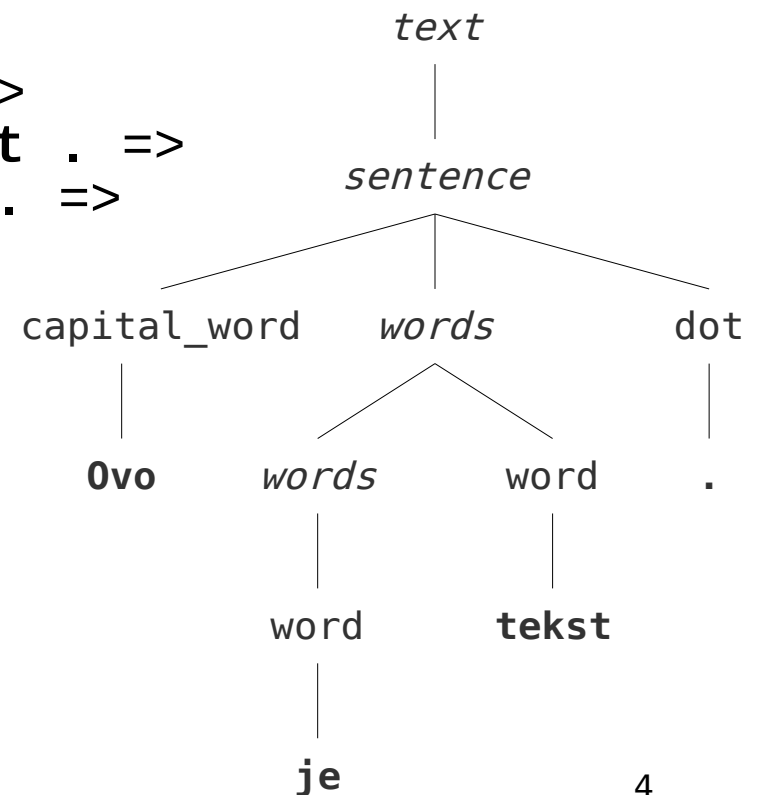 text
>
t . =>
sentence
. =>
capital_word words dot
Ovo words word .
word tekst
je
4